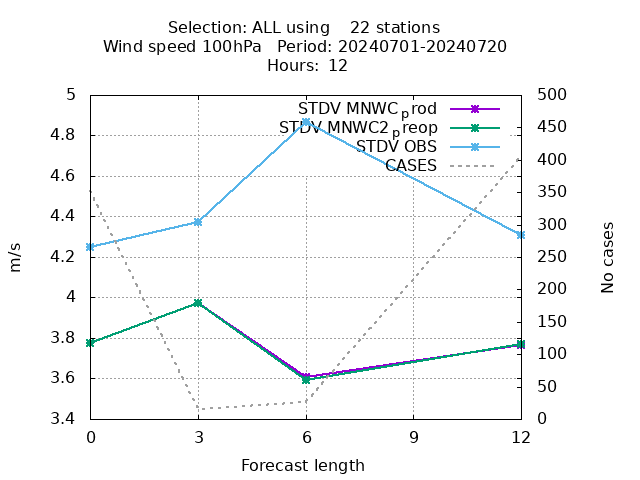 Selection: ALL using 22 stations
Wind speed 100hPa Period: 20240701-20240720
Hours: 12
5
4.8
4.6
4.4
4.2
4
3.8
3.6
3.4
m/s
STDV MNWCprod
STDV MNWC2preop
STDV OBS
CASES
500
450
400
350
300
250
200
150
100
50
0
No cases
0 3 6 9 12
Forecast length